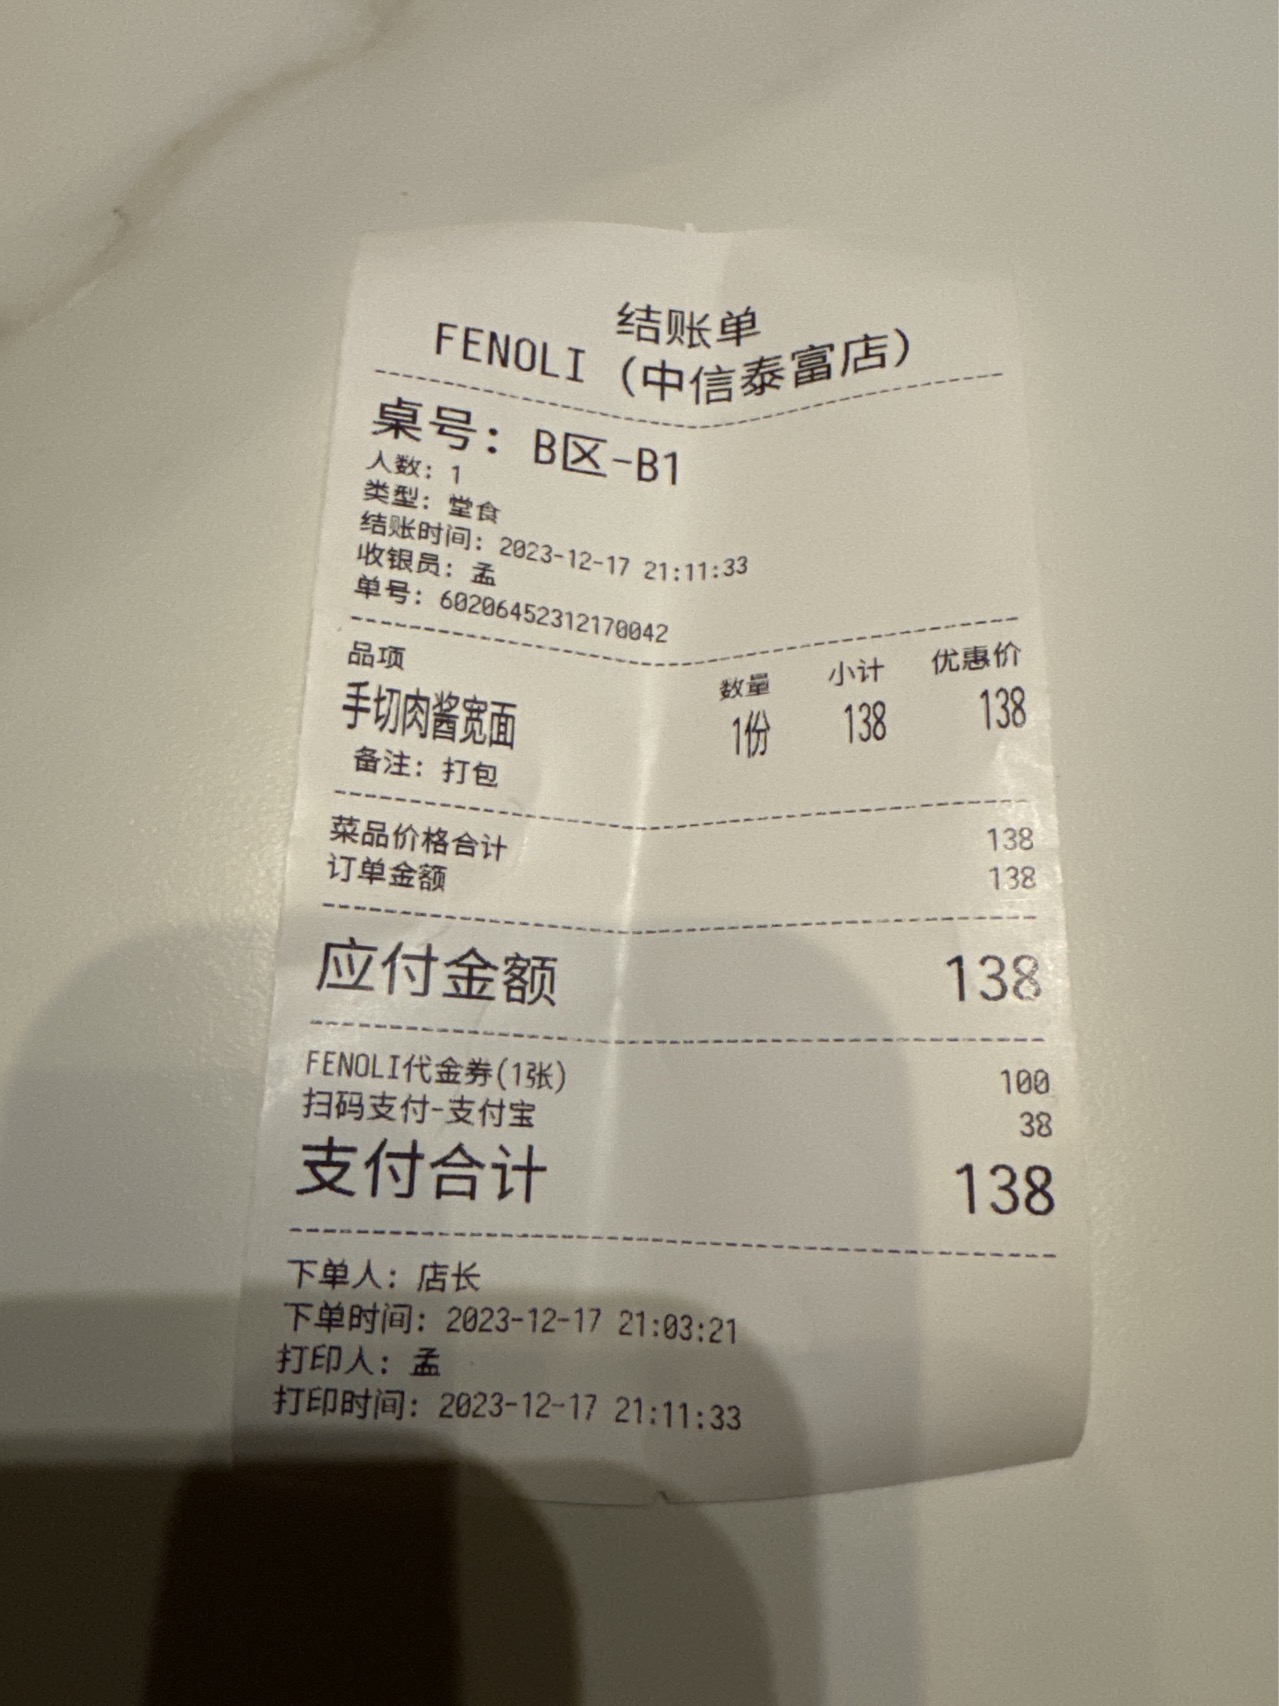 结账单
FENOLI (中信泰富店)
桌号: B区-B1
人数: 1
类型: 堂食
结账时间: 2023-12-17 21:11:33
收银员: 孟
单号: 60206452312170042
品项 数量 小计 优惠价
手切肉酱宽面 1份 138 138
备注: 打包
菜品价格合计 138
订单金额 138
应付金额 138
FENOLI代金券(1张) 100
扫码支付-支付宝 38
支付合计 138
下单人: 店长
下单时间: 2023-12-17 21:03:21
打印人: 孟
打印时间: 2023-12-17 21:11:33